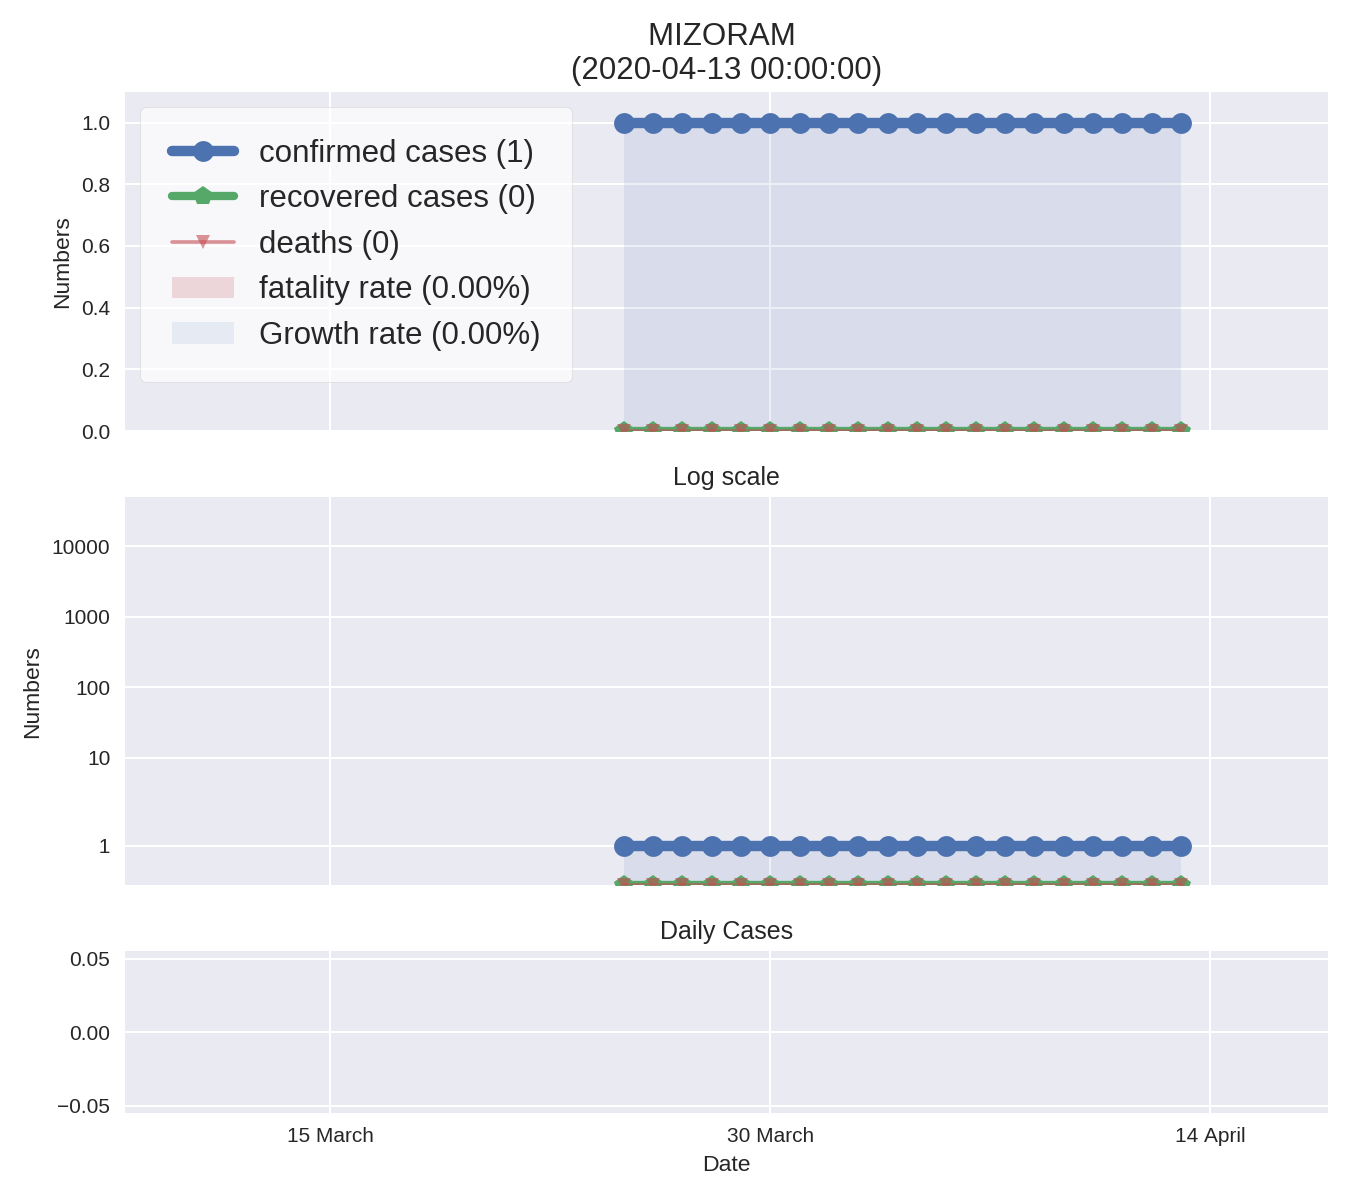 MIZORAM
(2020-04-13 00:00:00)
1.0
0.8
0.6
0.4
0.2
0.0
Numbers
confirmed cases (1)
recovered cases (0)
deaths (0)
fatality rate (0.00%)
Growth rate (0.00%)
Log scale
10000
1000
100
10
1
Numbers
Daily Cases
0.05
0.00
−0.05
15 March
30 March
14 April
Date